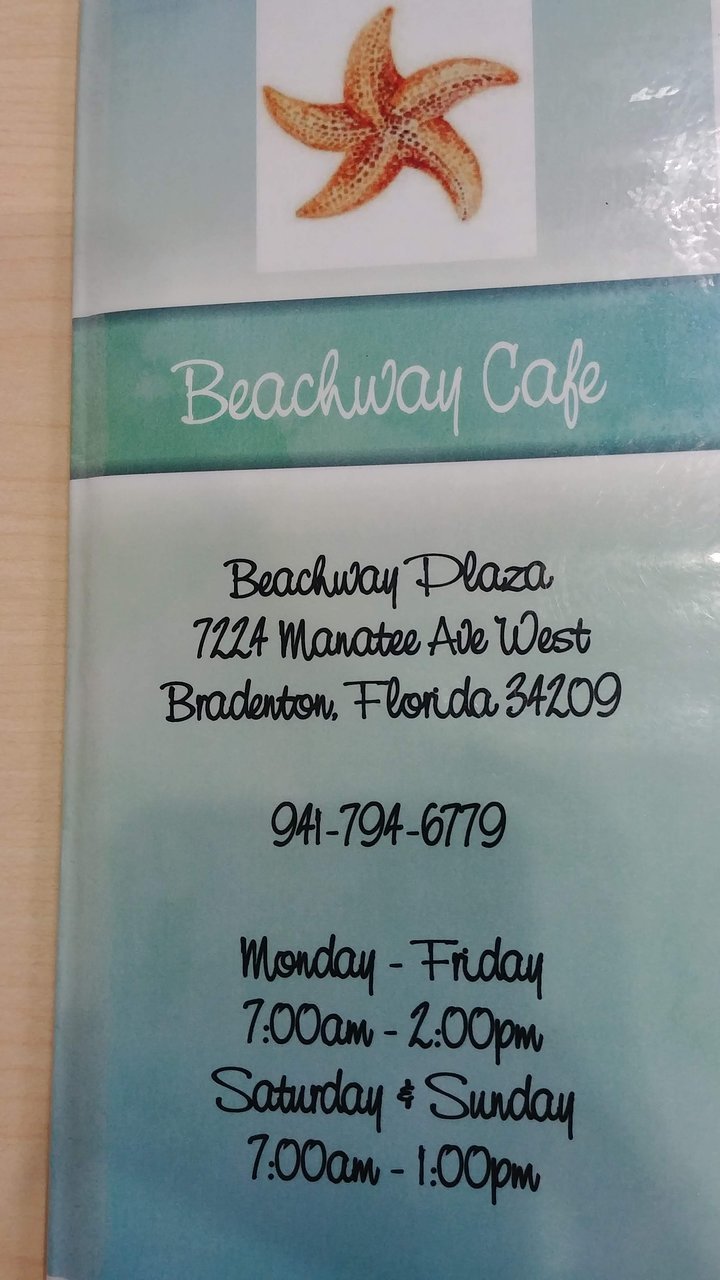 Beachway Cafe
Beachway Plaza
7224 Manatee Ave West
Bradenton, Florida 34209
941-794-6779
Monday - Friday
7:00am - 2:00pm
Saturday & Sunday
7:00am - 1:00pm